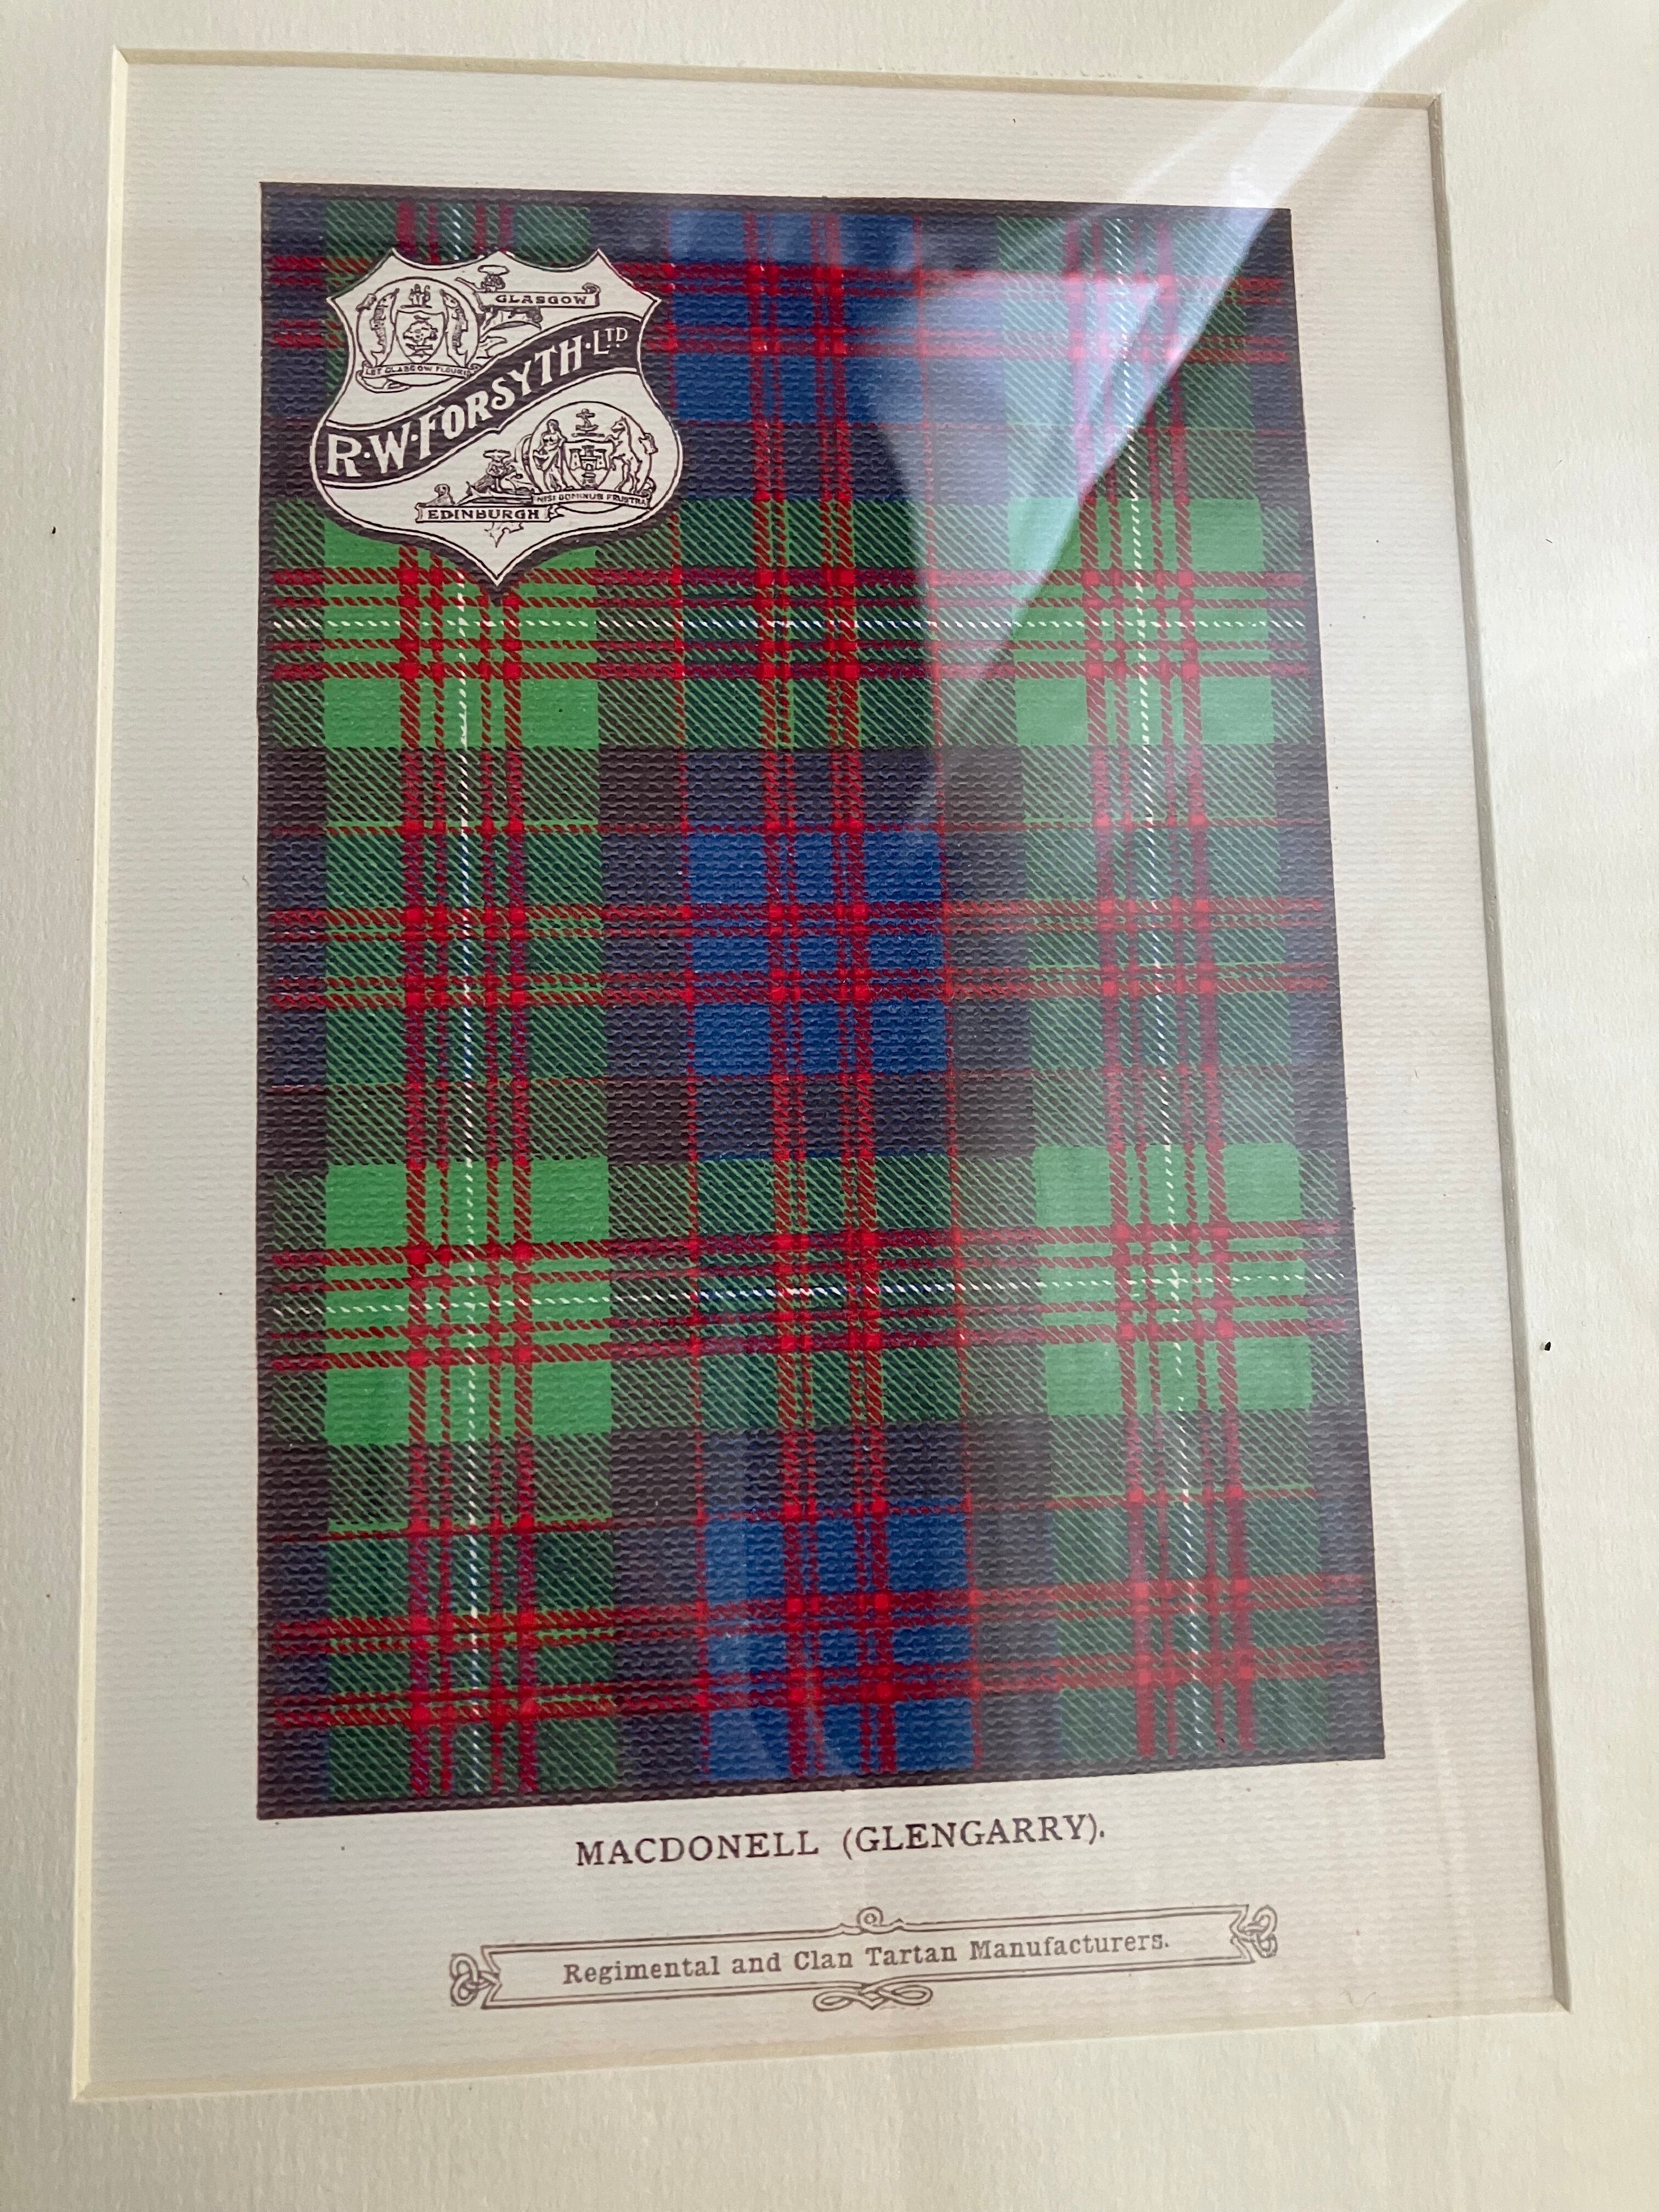 GLASGOW
LET GLASGOW FLOURISH
R·W·FORSYTH·LTD
NISI DOMINUS FRUSTRA
EDINBURGH
MACDONELL (GLENGARRY).
Regimental and Clan Tartan Manufacturers.